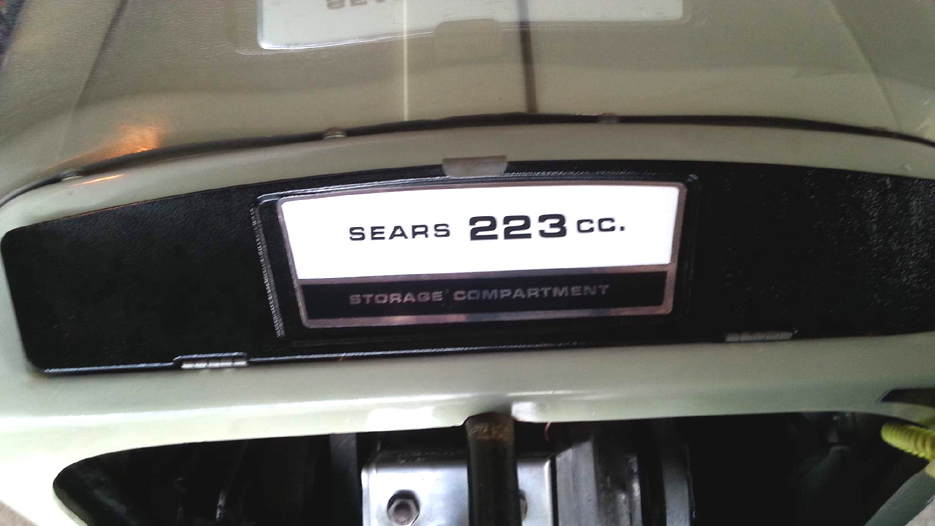 SEARS 223 CC.
STORAGE COMPARTMENT